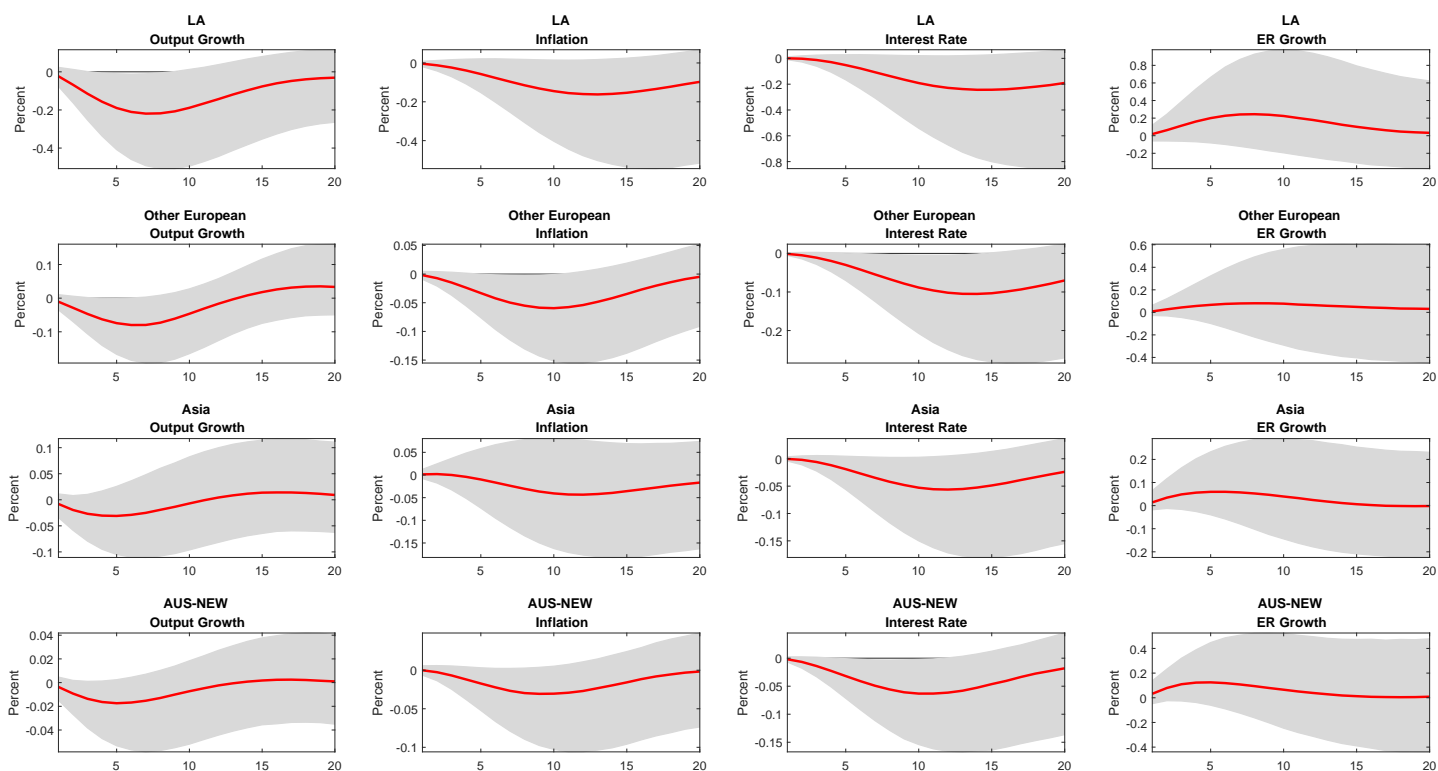 LA
Output Growth
Percent
0
-0.2
-0.4
5 10 15 20
LA
Inflation
0
-0.2
-0.4
5 10 15 20
LA
Interest Rate
0
-0.2
-0.4
-0.6
-0.8
5 10 15 20
LA
ER Growth
Percent
0.8
0.6
0.4
0.2
0
-0.2
5 10 15 20
Other European
Output Growth
Percent
0.1
0
-0.1
5 10 15 20
Other European
Inflation
Percent
0.05
0
-0.05
-0.1
-0.15
5 10 15 20
Other European
Interest Rate
Percent
0
-0.1
-0.2
5 10 15 20
Other European
ER Growth
Percent
0.6
0.4
0.2
0
-0.2
-0.4
5 10 15 20
Asia
Output Growth
Percent
0.1
0.05
0
-0.05
-0.1
5 10 15 20
Asia
Inflation
Percent
0.05
0
-0.05
-0.1
-0.15
5 10 15 20
Asia
Interest Rate
Percent
0
-0.05
-0.1
-0.15
5 10 15 20
Asia
ER Growth
Percent
0.2
0.1
0
-0.1
-0.2
5 10 15 20
AUS-NEW
Output Growth
Percent
0.04
0.02
0
-0.02
-0.04
5 10 15 20
AUS-NEW
Inflation
Percent
0
-0.05
-0.1
5 10 15 20
AUS-NEW
Interest Rate
Percent
0
-0.05
-0.1
-0.15
5 10 15 20
AUS-NEW
ER Growth
Percent
0.4
0.2
0
-0.2
-0.4
5 10 15 20